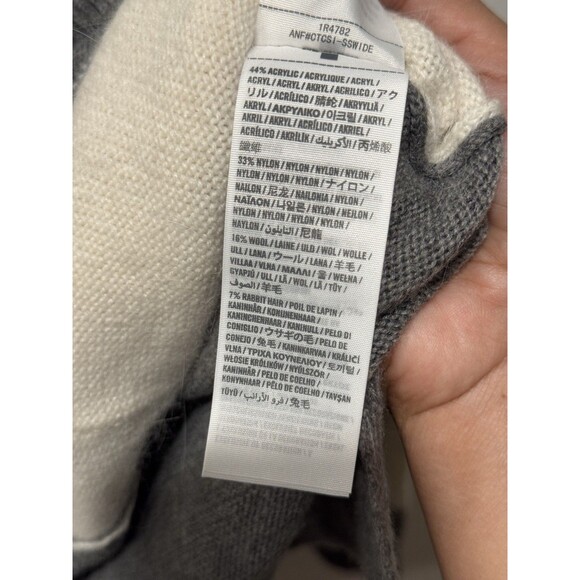 1R4782
ANF#CTCSI-SSWIDE
44% ACRYLIC / ACRYLIQUE / ACRYL /
ACRYL / ACRYL / AKRYL / ACRILICO / アク
リル / ACRÍLICO / 腈纶 / AKRYYLIÄ /
AKRYL / ΑΚΡΥΛΙΚΟ / 아크릴 / AKRYL /
AKRIL / AKRYL / ACRÍLICO / AKRIEL /
ACRÍLICO / AKRİLİK / الأكريليك / 丙烯酸
纖維
33% NYLON / NYLON / NYLON / NYLON /
NYLON / NYLON / NYLON / ナイロン /
NAILON / 尼龙 / NAILONIA / NYLON /
ΝΑΪΛΟΝ / 나일론 / NYLON / NEJLON /
NYLON / NYLON / NYLON / NYLON /
NAYLON / النايلون / 尼龍
16% WOOL / LAINE / ULD / WOL / WOLLE /
ULL / LANA / ウール / LANA / 羊毛 /
VILLAA / VLNA / ΜΑΛΛΙ / 울 / WEŁNA /
GYAPJÚ / ULL / LÃ / WOL / LÃ / TÜY /
الصوف / 羊毛
7% RABBIT HAIR / POIL DE LAPIN /
KANINHÅR / KONIJNENHAAR /
KANINCHENHAAR / KANINULL / PELO DI
CONIGLIO / ウサギの毛 / PELO DE
CONEJO / 兔毛 / KANINKARVAA / KRÁLIČÍ
VLNA / ΤΡΙΧΑ ΚΟΥΝΕΛΙΟΥ / 토끼털 /
WŁOSIE KRÓLIKÓW / NYÚLSZŐR /
KANINHÅR / PELO DE COELHO /
KONYNHAAR / PÊLO DE COELHO / TAVŞAN
TÜYÜ / فرو الأرانب / 兔毛